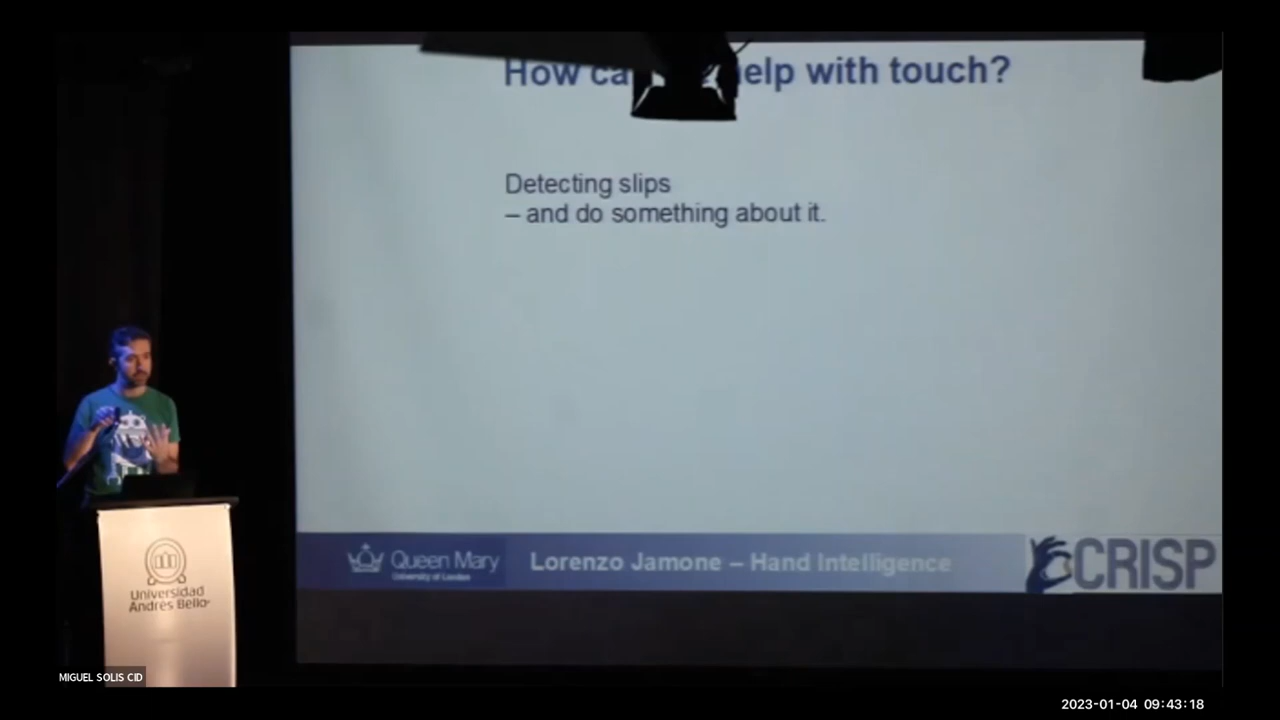 How ca elp with touch?
Detecting slips
– and do something about it.
Queen Mary
University of London
Lorenzo Jamone – Hand Intelligence
CRISP
Universidad
Andrés Bello
MIGUEL SOLIS CID
2023-01-04 09:43:18